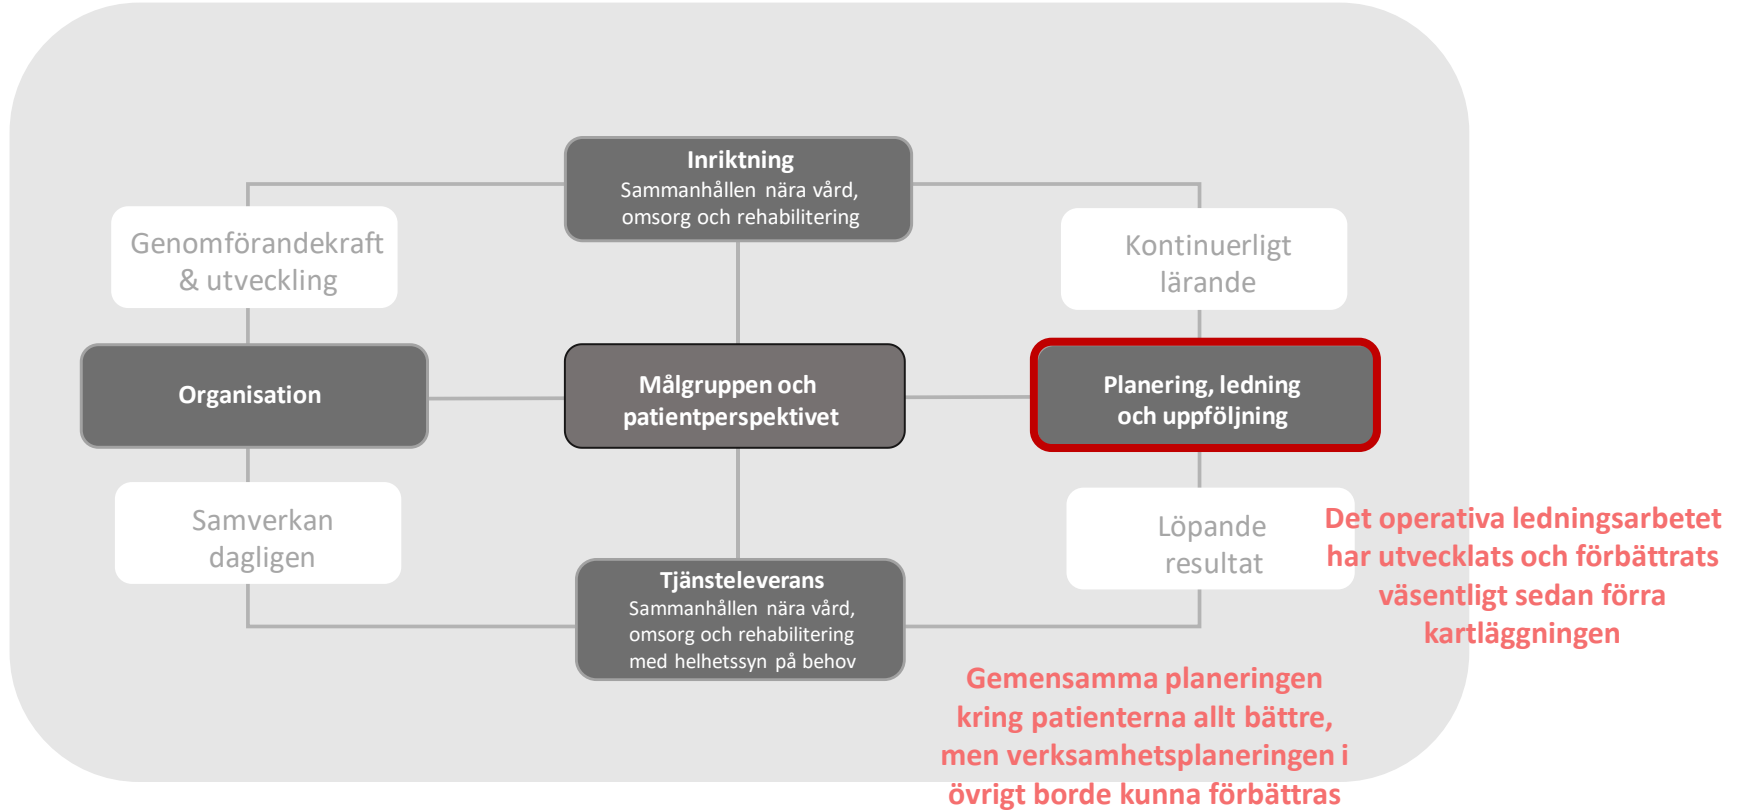 Inriktning
Sammanhållen nära vård,
omsorg och rehabilitering
Genomförandekraft
& utveckling
Kontinuerligt
lärande
Organisation
Målgruppen och
patientperspektivet
Planering, ledning
och uppföljning
Samverkan
dagligen
Löpande
resultat
Det operativa ledningsarbetet
har utvecklats och förbättrats
väsentligt sedan förra
kartläggningen
Tjänsteleverans
Sammanhållen nära vård,
omsorg och rehabilitering
med helhetssyn på behov
Gemensamma planeringen
kring patienterna allt bättre,
men verksamhetsplaneringen i
övrigt borde kunna förbättras